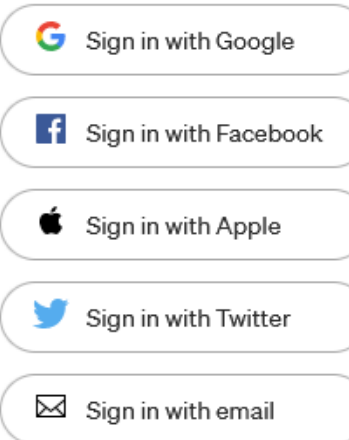 Sign in with Google
Sign in with Facebook
Sign in with Apple
Sign in with Twitter
Sign in with email